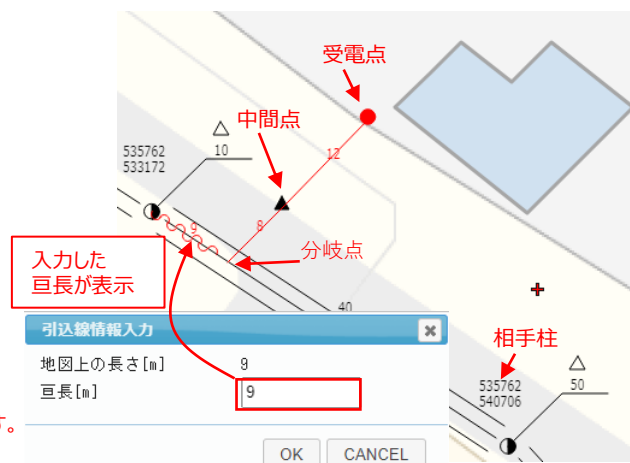 受電点
中間点
12
10
535762
533172
9
8
分岐点
入力した
亘長が表示
40
引込線情報入力
地図上の長さ[m] 9
亘長[m] 9
相手柱
535762
540706
50
す。
OK CANCEL